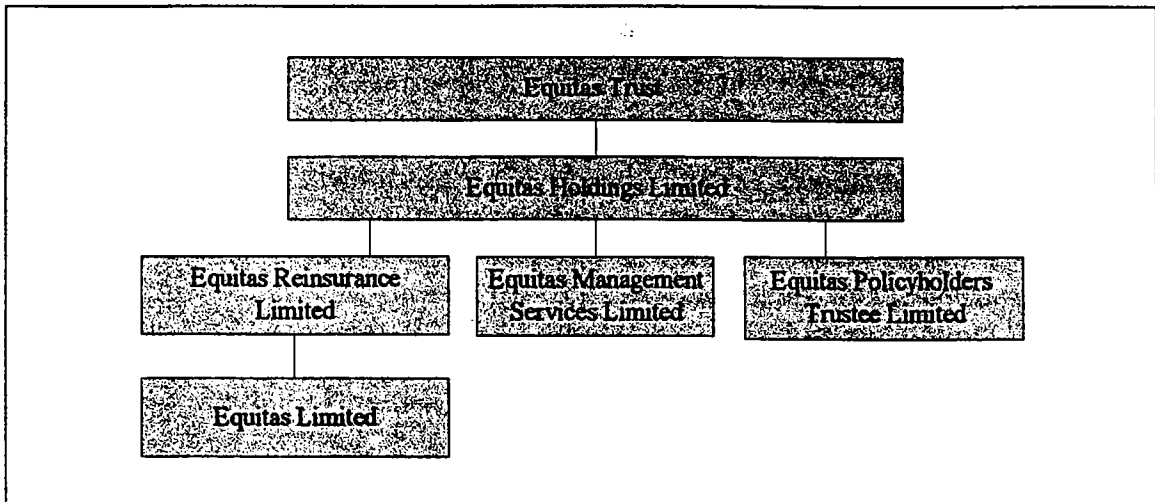 Equitas Trust
Equitas Holdings Limited
Equitas Reinsurance
Limited
Equitas Management
Services Limited
Equitas Policyholders
Trustee Limited
Equitas Limited